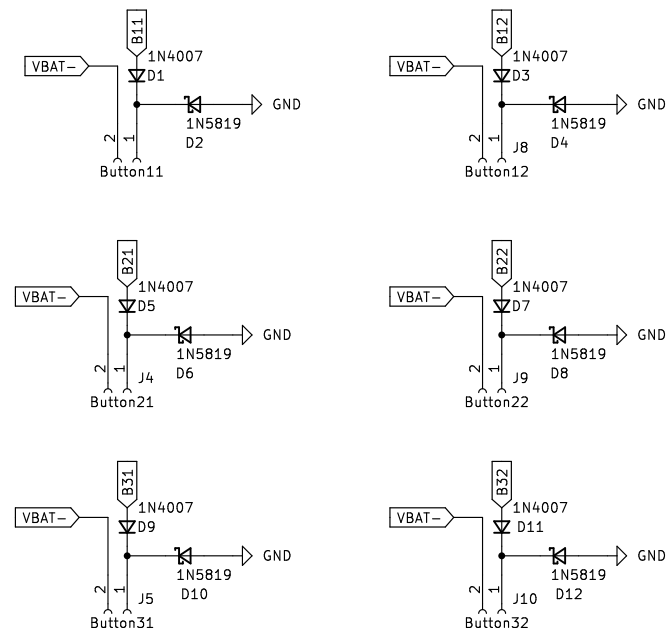 B11
1N4007
VBAT-
D1
GND
1N5819
D2
2
1
Button11
B12
1N4007
VBAT-
D3
GND
1N5819
D4
2
1
J8
Button12
B21
1N4007
VBAT-
D5
GND
1N5819
D6
2
1
J4
Button21
B22
1N4007
VBAT-
D7
GND
1N5819
D8
2
1
J9
Button22
B31
1N4007
VBAT-
D9
GND
1N5819
D10
2
1
J5
Button31
B32
1N4007
VBAT-
D11
GND
1N5819
D12
2
1
J10
Button32